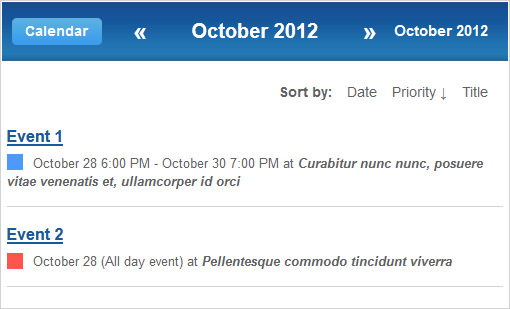 Calendar « October 2012 » October 2012
Sort by: Date Priority ↓ Title
Event 1
October 28 6:00 PM - October 30 7:00 PM at Curabitur nunc nunc, posuere
vitae venenatis et, ullamcorper id orci
Event 2
October 28 (All day event) at Pellentesque commodo tincidunt viverra